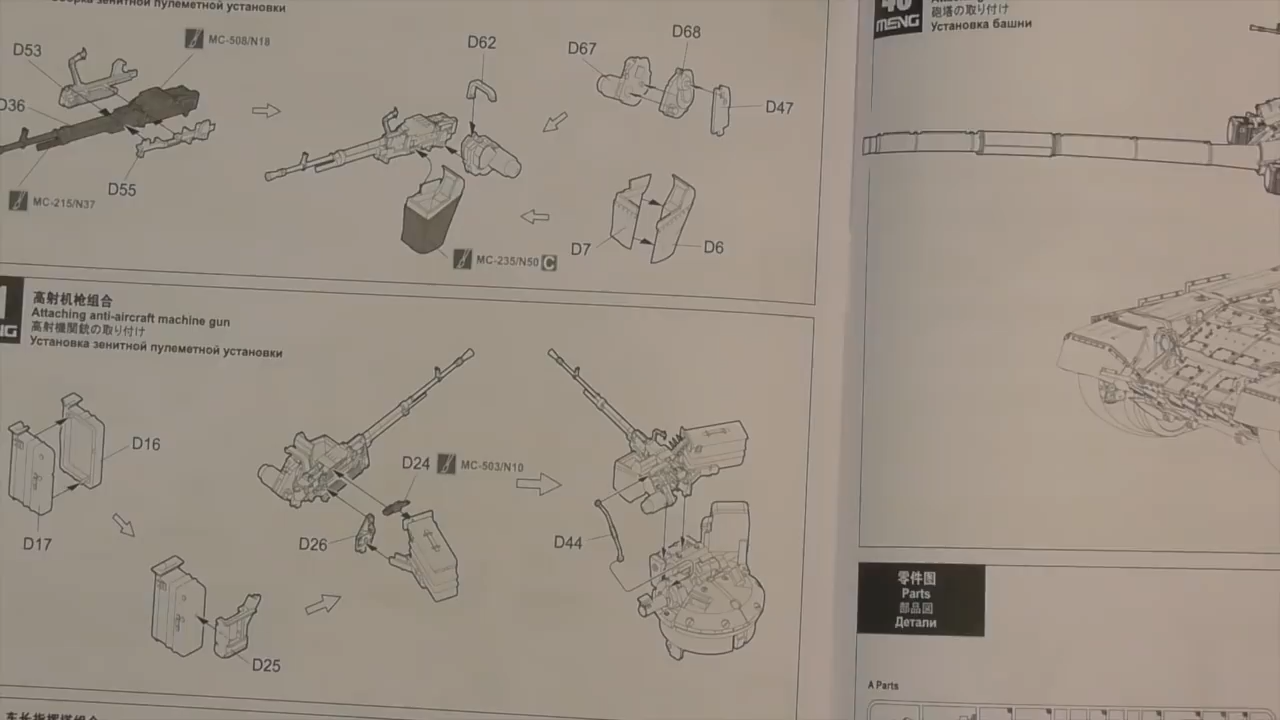 зенитной пулеметной установки
D53
MC-508/N18
D36
D55
MC-215/N37
D62
D67
D68
D47
D7
D6
MC-235/N50 C
高射机枪组合
Attaching anti-aircraft machine gun
高射機関銃の取り付け
Установка зенитной пулеметной установки
D16
D17
D25
D24
MC-503/N10
D26
D44
MENG
砲塔の取り付け
Установка башни
零件图
Parts
部品図
Детали
A Parts